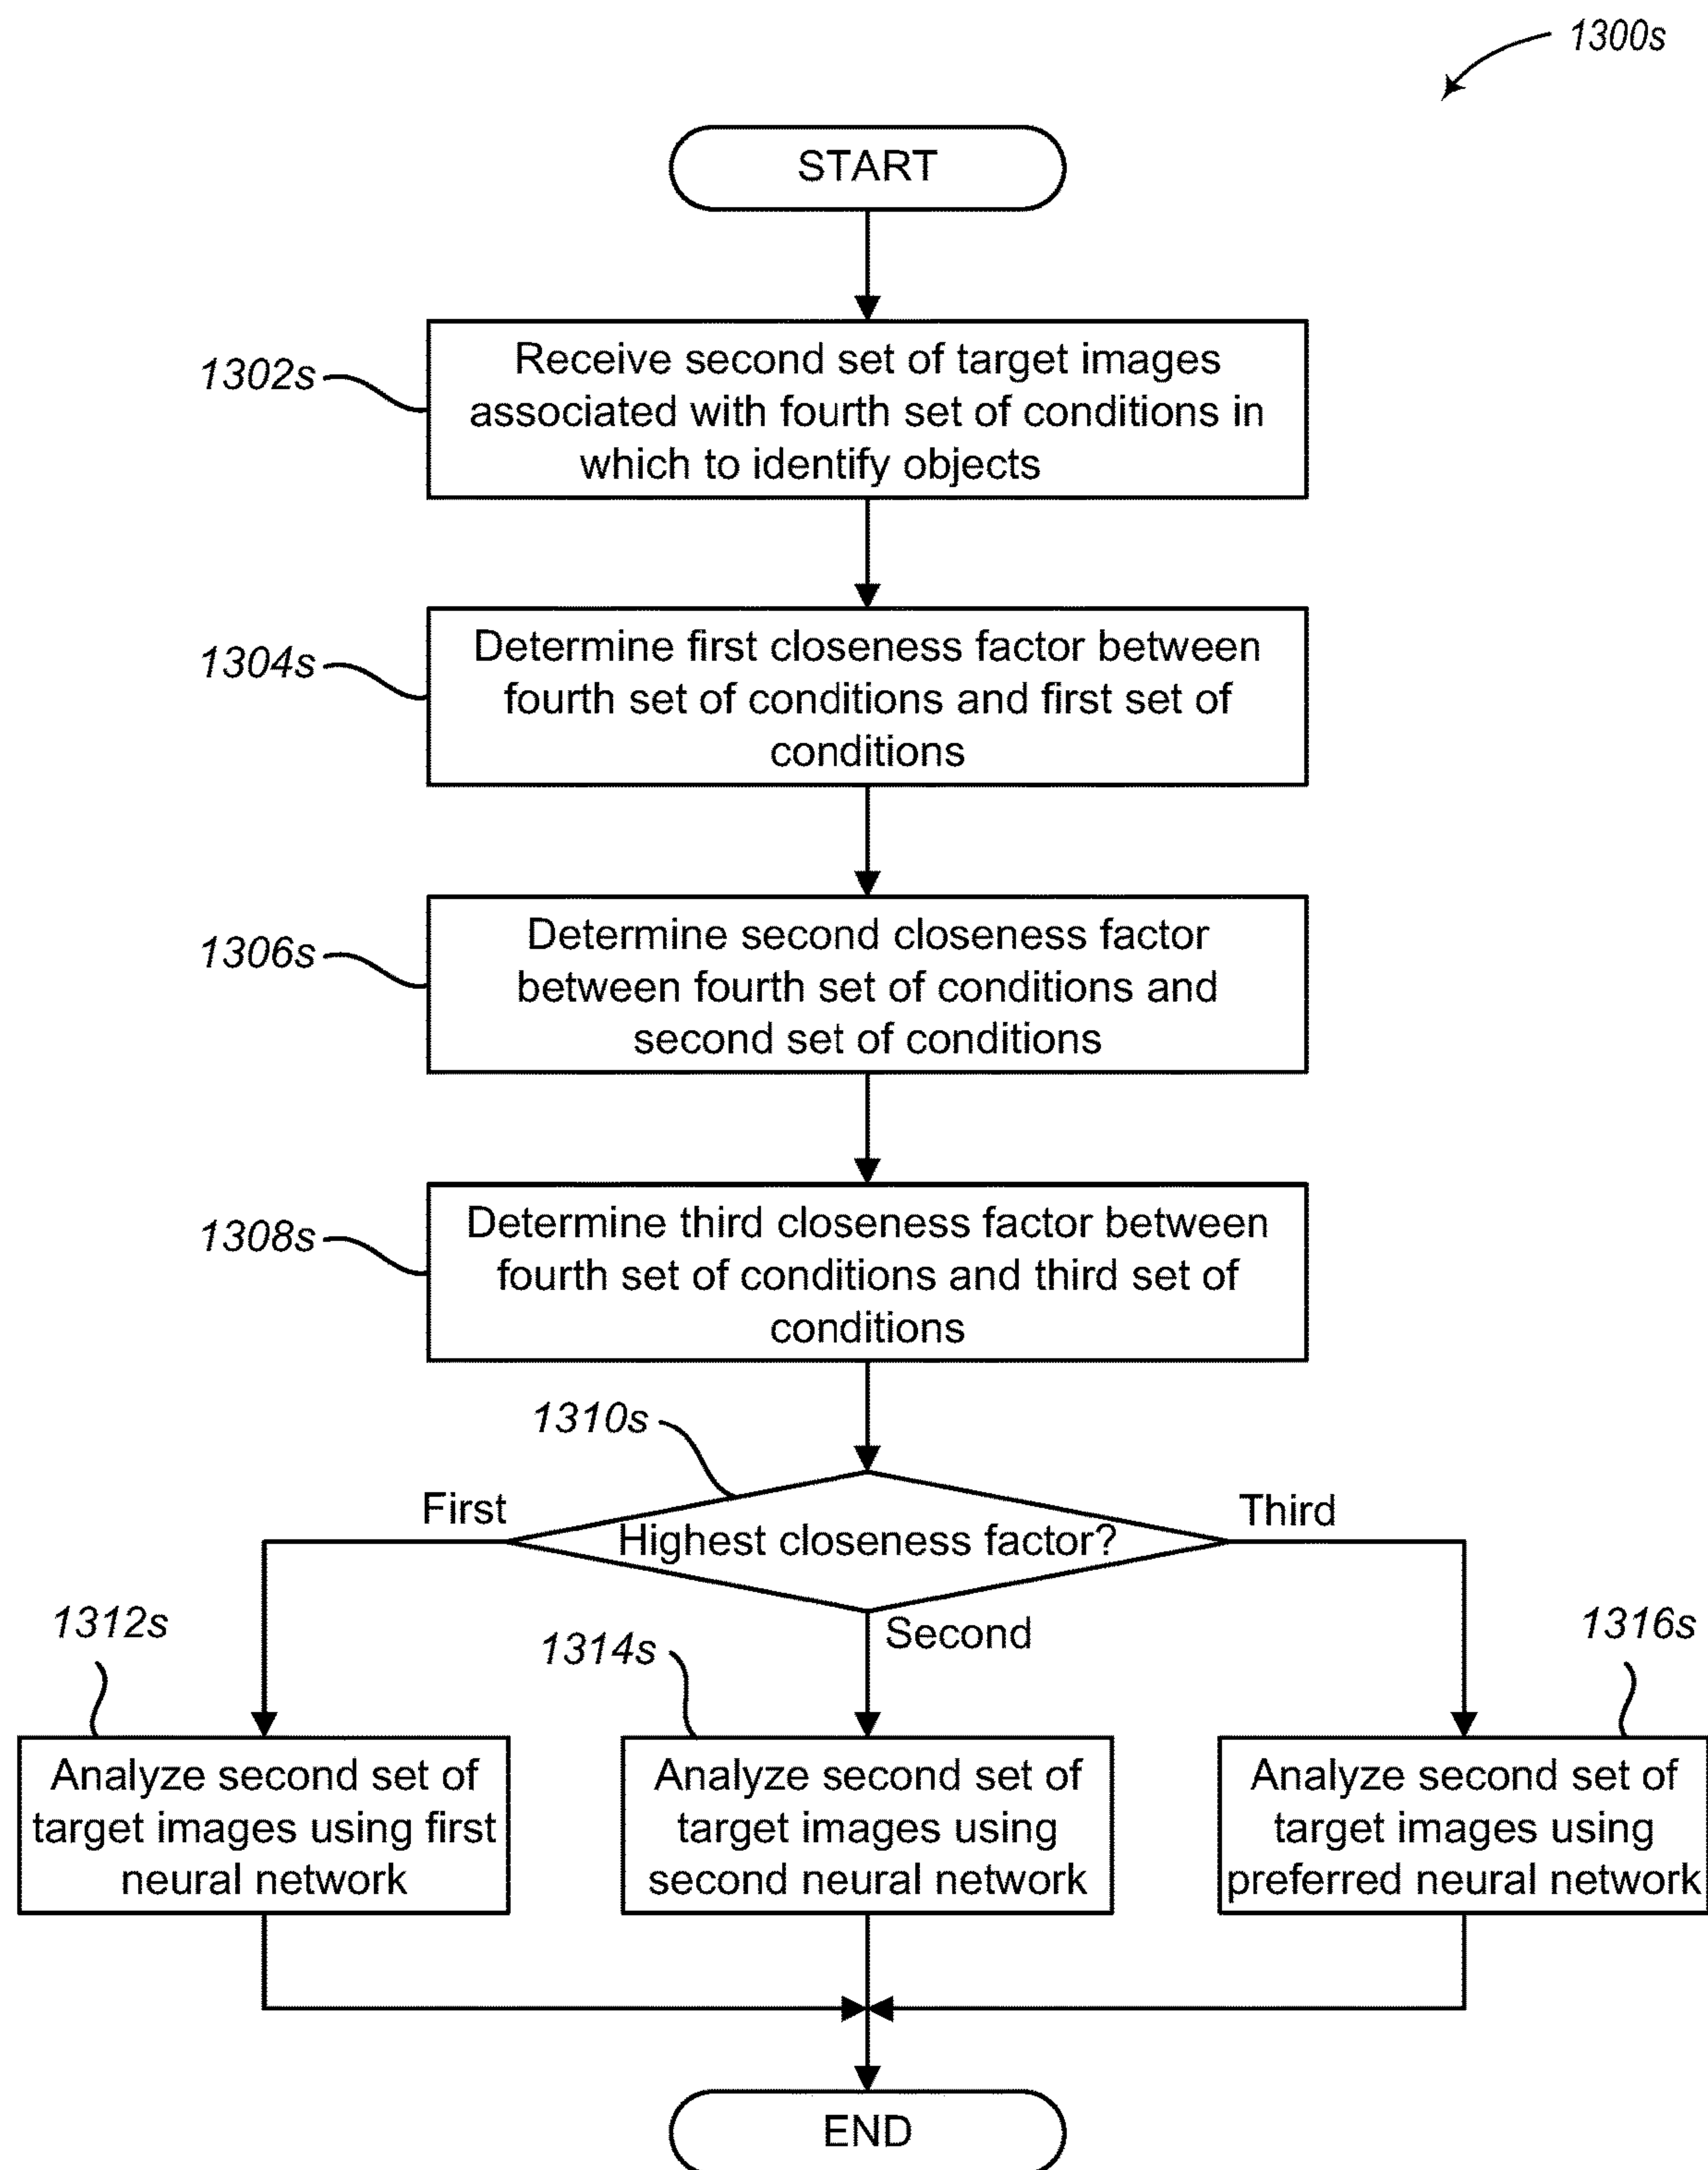 1300s
START
1302s
Receive second set of target images
associated with fourth set of conditions in
which to identify objects
1304s
Determine first closeness factor between
fourth set of conditions and first set of
conditions
1306s
Determine second closeness factor
between fourth set of conditions and
second set of conditions
1308s
Determine third closeness factor between
fourth set of conditions and third set of
conditions
1310s
First
Highest closeness factor?
Third
Second
1312s
Analyze second set of
target images using first
neural network
1314s
Analyze second set of
target images using
second neural network
1316s
Analyze second set of
target images using
preferred neural network
END